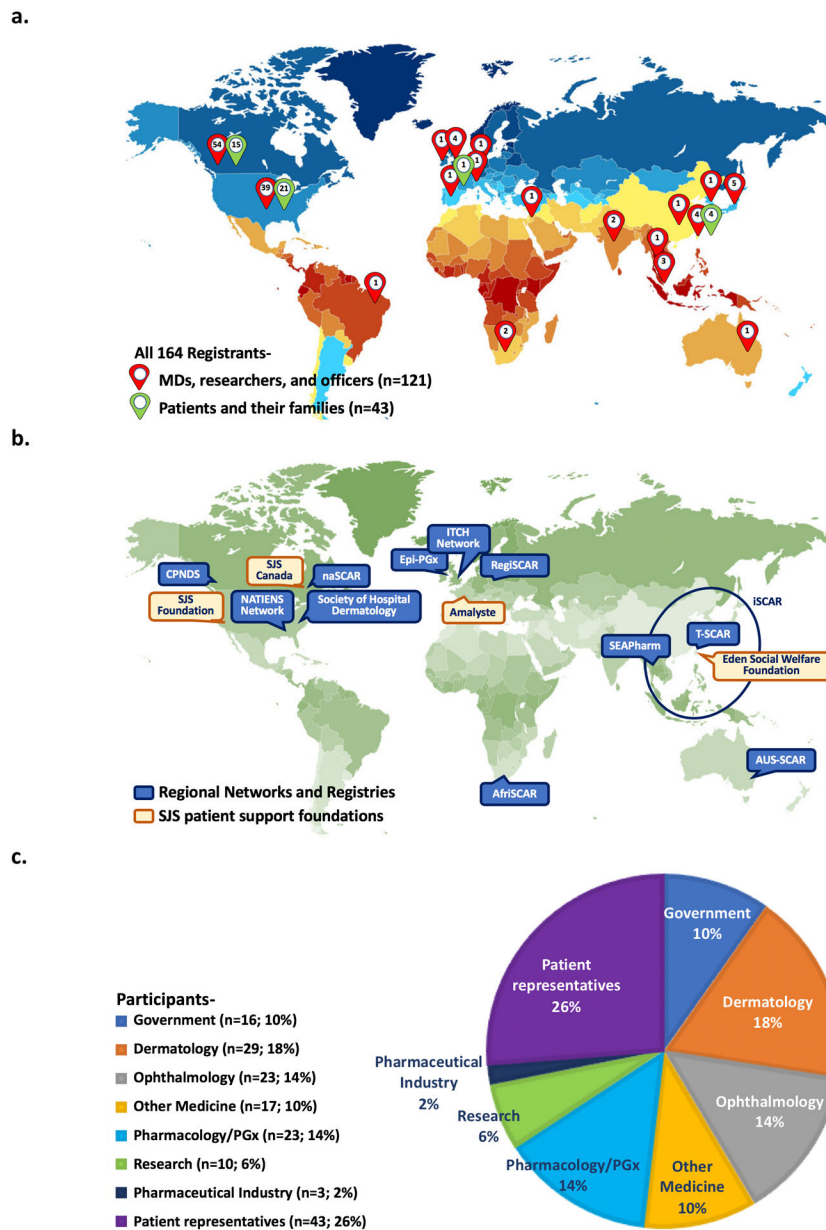 a.
54
15
39
21
1
1
4
1
1
1
1
1
2
1
5
1
4
4
1
3
2
1
All 164 Registrants-
MDs, researchers, and officers (n=121)
Patients and their families (n=43)
b.
CPNDS
SJS
Canada
naSCAR
SJS
Foundation
NATIENS
Network
Society of Hospital
Dermatology
Epi-PGx
ITCH
Network
RegiSCAR
Amalyste
iSCAR
SEAPharm
T-SCAR
Eden Social Welfare
Foundation
AUS-SCAR
AfriSCAR
Regional Networks and Registries
SJS patient support foundations
c.
Participants-
Government (n=16; 10%)
Dermatology (n=29; 18%)
Ophthalmology (n=23; 14%)
Other Medicine (n=17; 10%)
Pharmacology/PGx (n=23; 14%)
Research (n=10; 6%)
Pharmaceutical Industry (n=3; 2%)
Patient representatives (n=43; 26%)
Government
10%
Dermatology
18%
Ophthalmology
14%
Other
Medicine
10%
Pharmacology/PGx
14%
Research
6%
Pharmaceutical
Industry
2%
Patient
representatives
26%